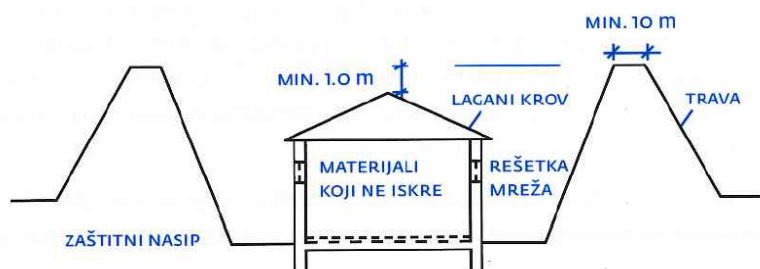 MIN. 10 m
MIN. 1.0 m
LAGANI KROV
TRAVA
MATERIJALI
KOJI NE ISKRE
REŠETKA
MREŽA
ZAŠTITNI NASIP